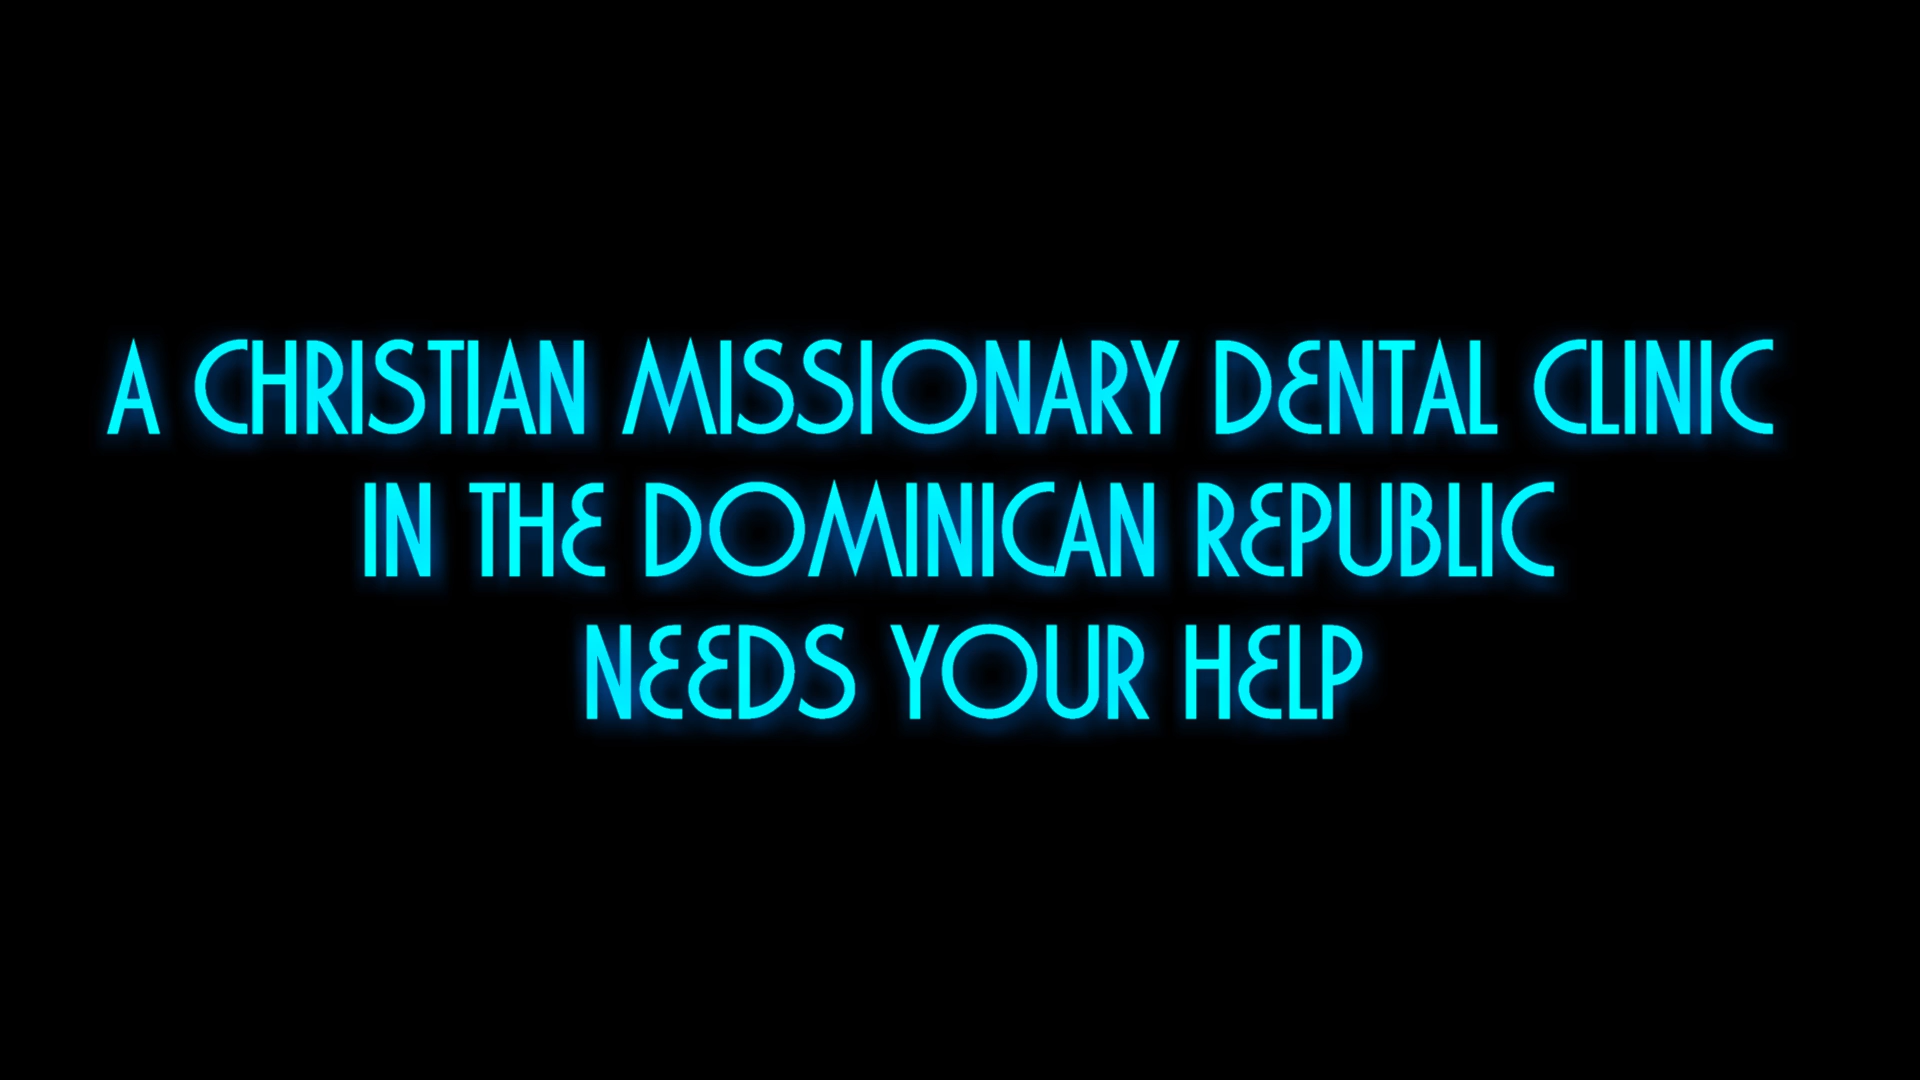 A CHRISTIAN MISSIONARY DENTAL CLINIC
IN THE DOMINICAN REPUBLIC
NEEDS YOUR HELP